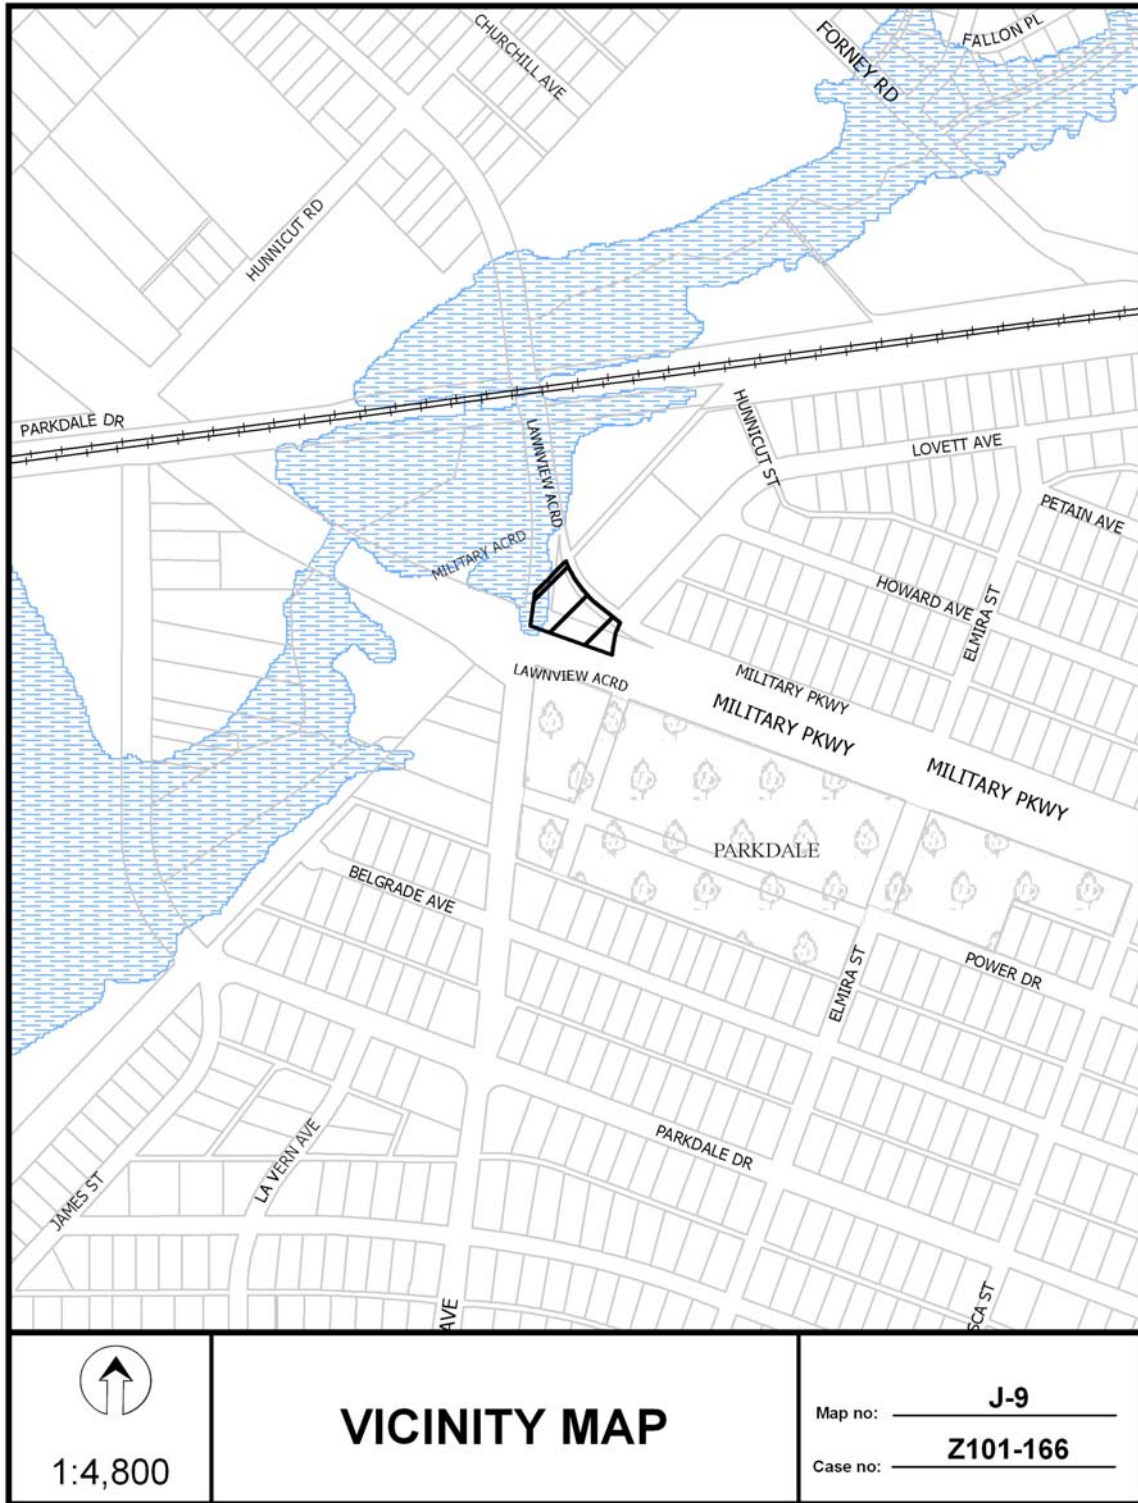 CHURCHILL AVE
FORNEY RD
FALLON PL
HUNNICUT RD
PARKDALE DR
LAWNVIEW ACRD
HUNNICUT ST
LOVETT AVE
PETAIN AVE
MILITARY ACRD
HOWARD AVE
ELMIRA ST
LAWNVIEW ACRD
MILITARY PKWY
MILITARY PKWY
MILITARY PKWY
PARKDALE
BELGRADE AVE
POWER DR
ELMIRA ST
PARKDALE DR
LA VERN AVE
JAMES ST
AVE
SCA ST
1:4,800
VICINITY MAP
Map no: J-9
Case no: Z101-166